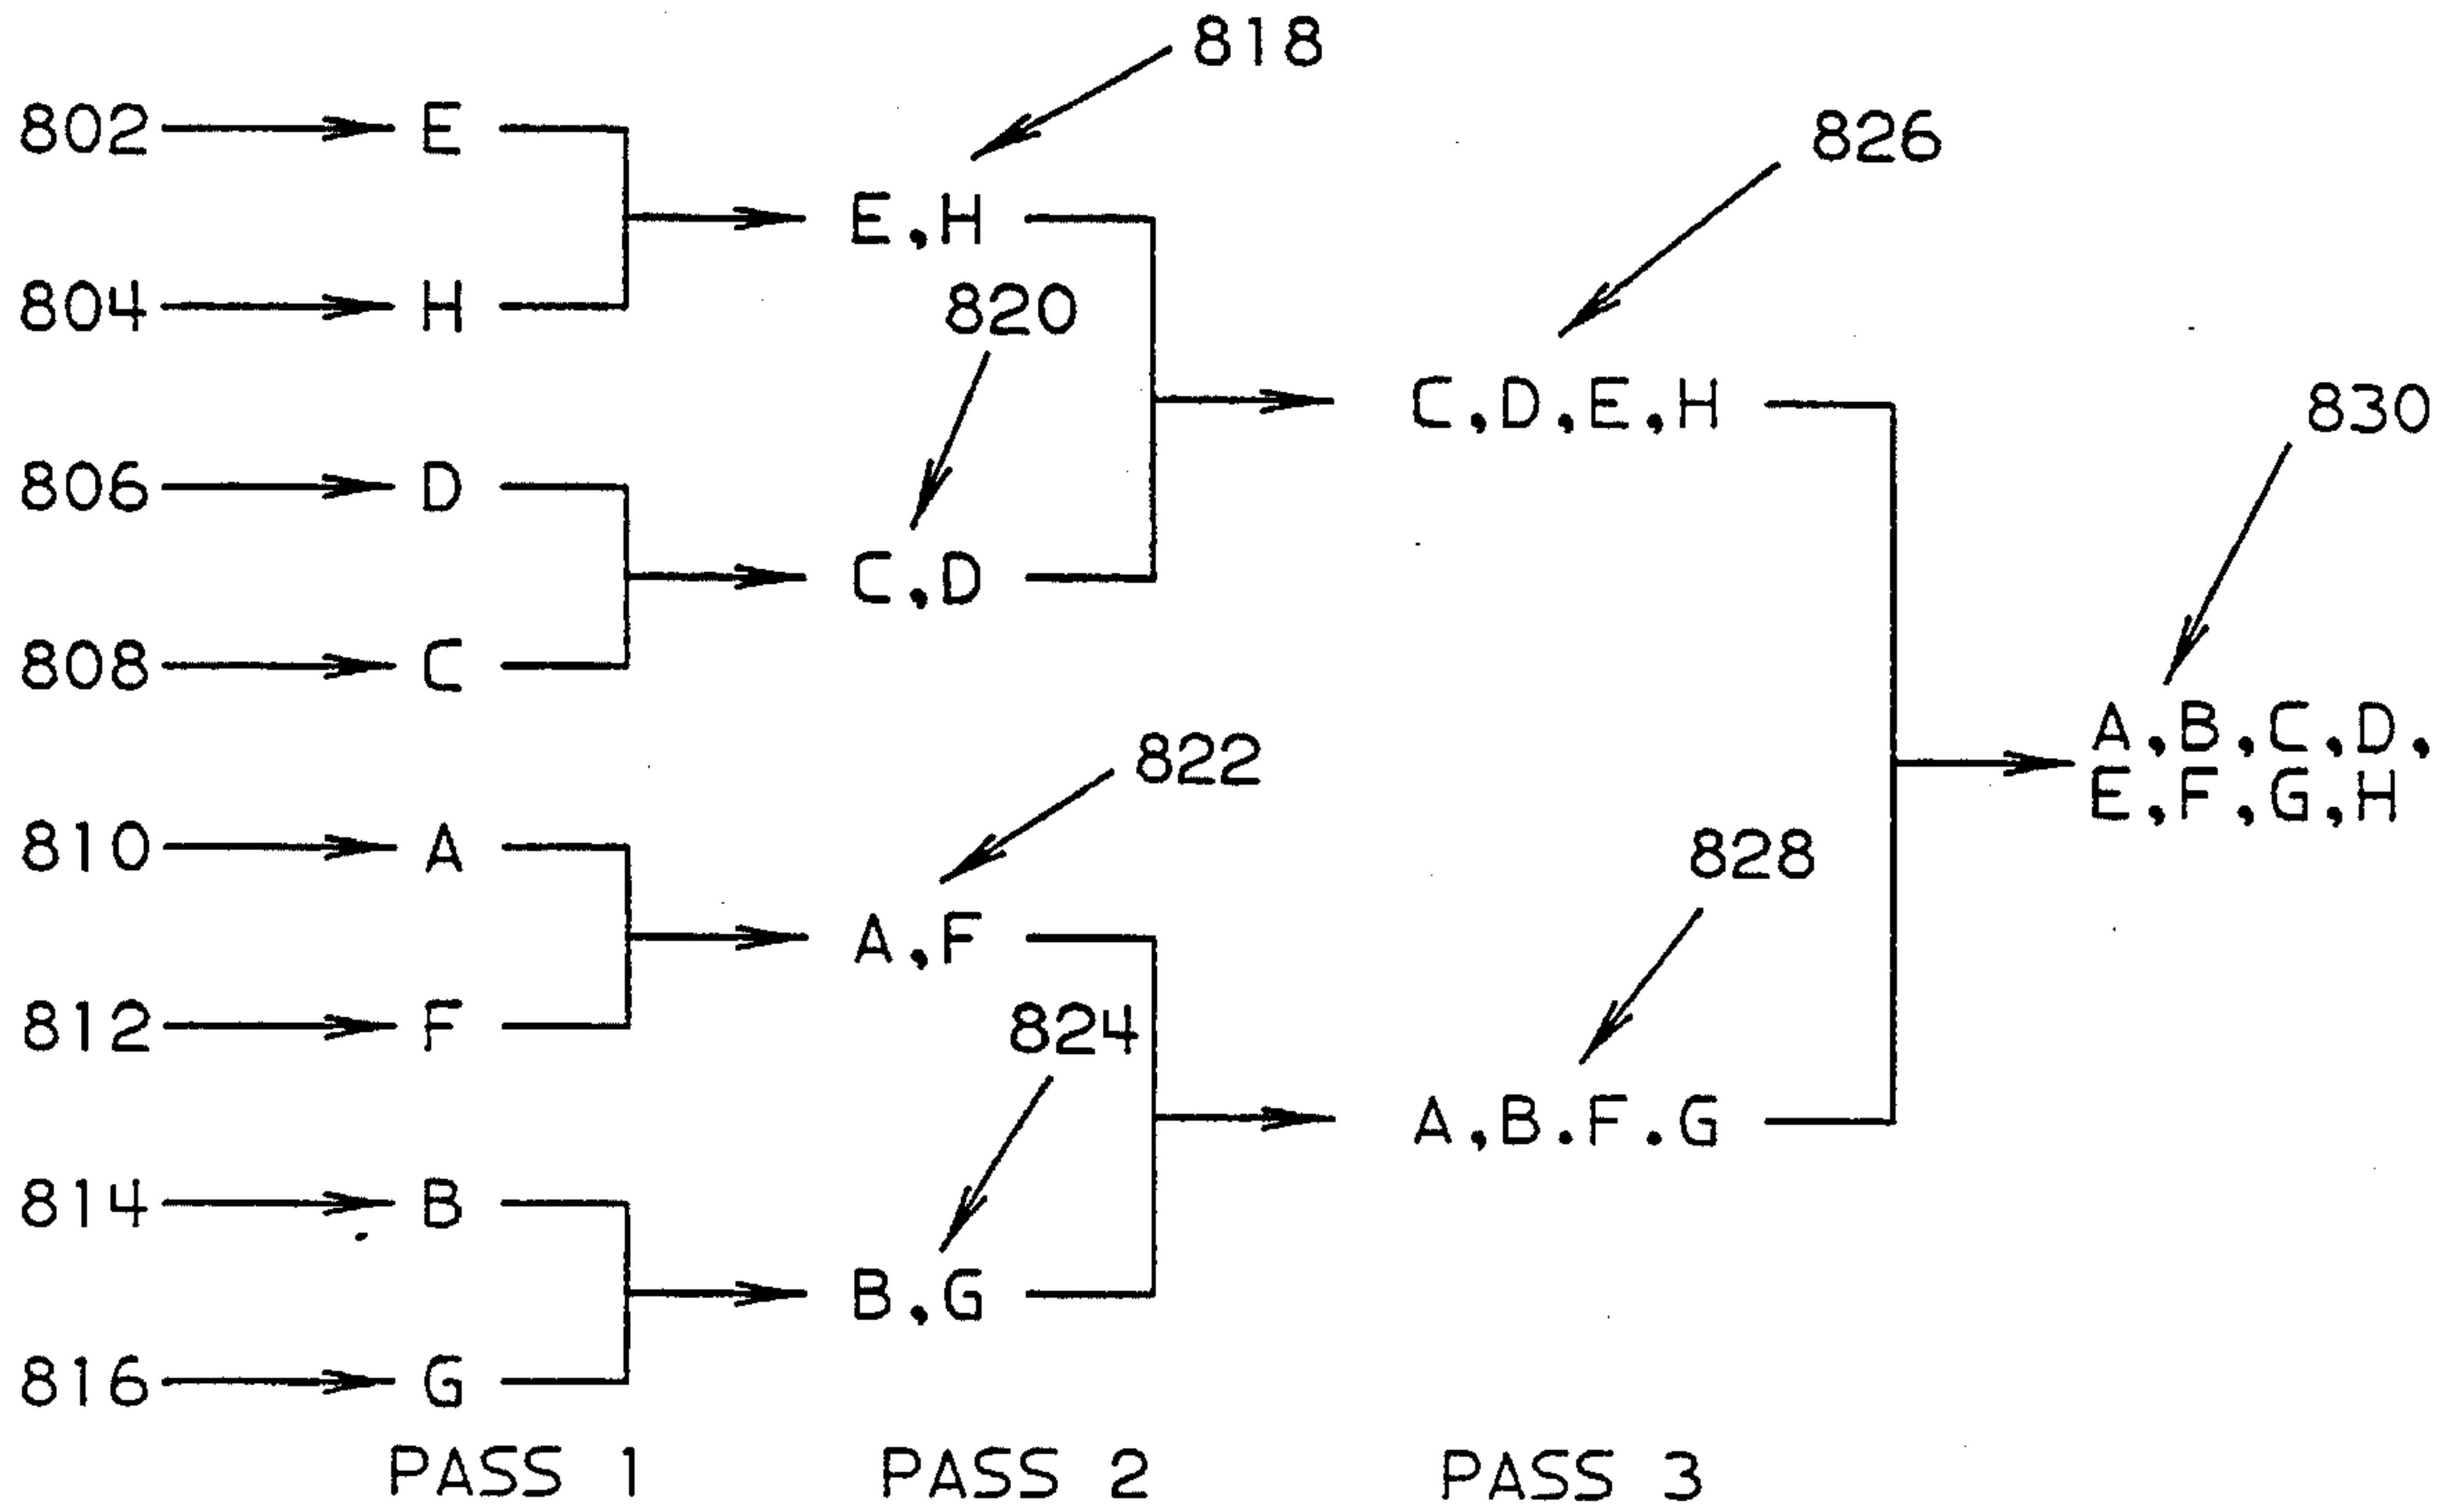 818
802 E
826
E,H
804 H
820
C,D,E,H
830
806 D
C,D
808 C
822
A,B,C,D,
E,F,G,H
810 A
828
A,F
812 F
824
A,B.F.G
814 B
B,G
816 G
PASS 1 PASS 2 PASS 3